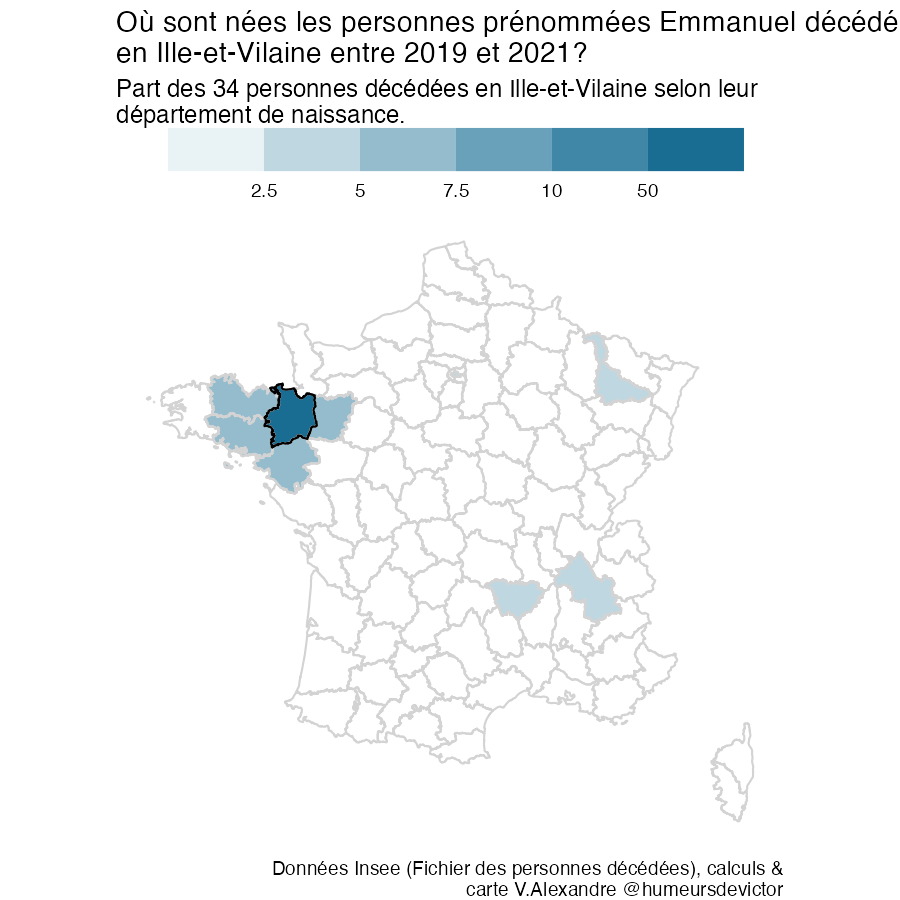 Où sont nées les personnes prénommées Emmanuel décédé
en Ille-et-Vilaine entre 2019 et 2021?
Part des 34 personnes décédées en Ille-et-Vilaine selon leur
département de naissance.
2.5 5 7.5 10 50
Données Insee (Fichier des personnes décédées), calculs &
carte V.Alexandre @humeursdevictor